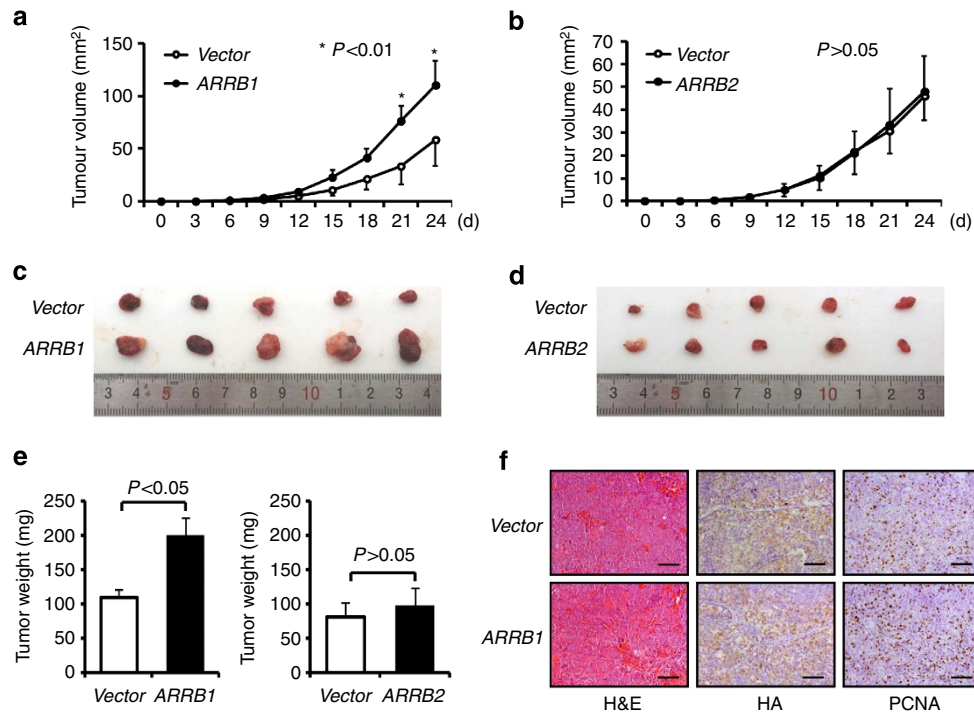 a
Tumour volume (mm²)
150
100
50
0
Vector
ARRB1
* P<0.01
*
*
0 3 6 9 12 15 18 21 24 (d)
b
Tumour volume (mm²)
70
60
50
40
30
20
10
0
Vector
ARRB2
P>0.05
0 3 6 9 12 15 18 21 24 (d)
c
Vector
ARRB1
3 4 5 6 7 8 9 10 1 2 3 4
d
Vector
ARRB2
3 4 5 6 7 8 9 10 1 2 3
e
Tumor weight (mg)
250
200
150
100
50
0
P<0.05
Vector ARRB1
Tumor weight (mg)
250
200
150
100
50
0
P>0.05
Vector ARRB2
f
Vector
ARRB1
H&E HA PCNA